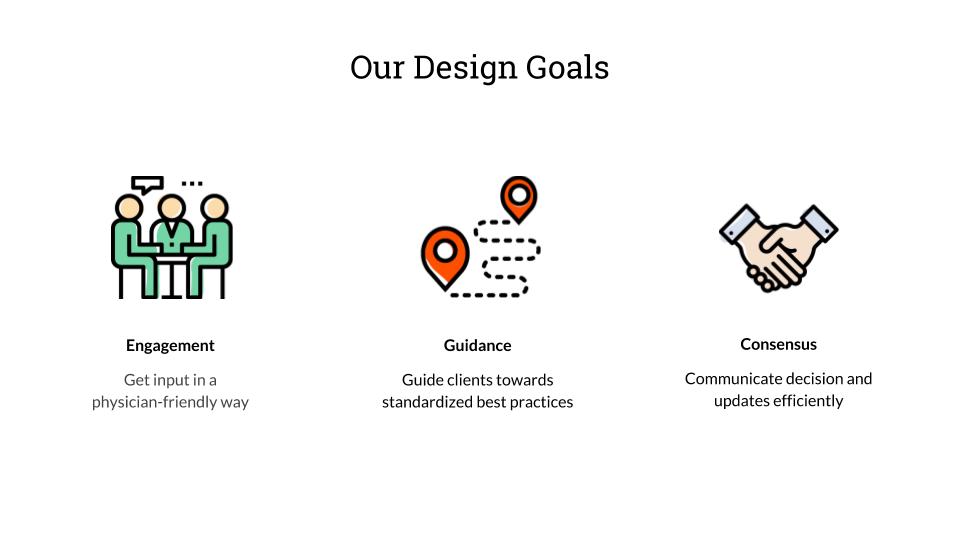 Our Design Goals
Engagement
Get input in a
physician-friendly way
Guidance
Guide clients towards
standardized best practices
Consensus
Communicate decision and
updates efficiently